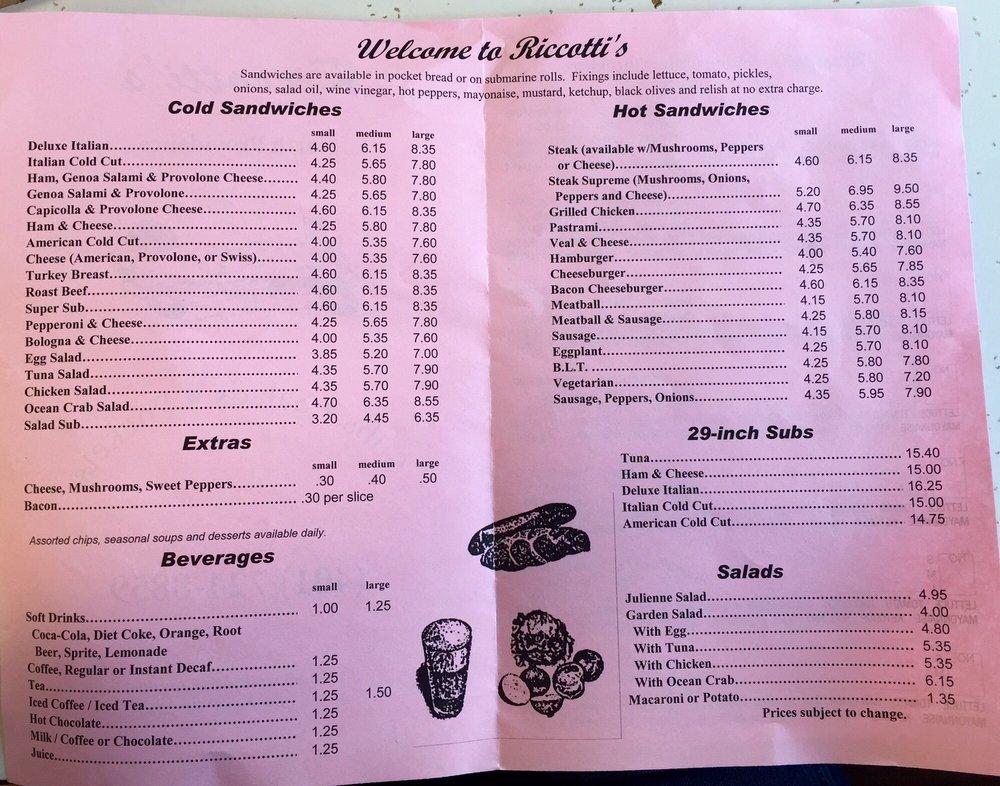 Welcome to Riccotti's
Sandwiches are available in pocket bread or on submarine rolls. Fixings include lettuce, tomato, pickles,
onions, salad oil, wine vinegar, hot peppers, mayonaise, mustard, ketchup, black olives and relish at no extra charge.
Cold Sandwiches
small medium large
Deluxe Italian 4.60 6.15 8.35
Italian Cold Cut 4.25 5.65 7.80
Ham, Genoa Salami & Provolone Cheese 4.40 5.80 7.80
Genoa Salami & Provolone 4.25 5.65 7.80
Capicolla & Provolone Cheese 4.60 6.15 8.35
Ham & Cheese 4.25 5.80 7.80
American Cold Cut 4.00 5.35 7.60
Cheese (American, Provolone, or Swiss) 4.00 5.35 7.60
Turkey Breast 4.60 6.15 8.35
Roast Beef 4.60 6.15 8.35
Super Sub 4.60 6.15 8.35
Pepperoni & Cheese 4.25 5.65 7.80
Bologna & Cheese 4.00 5.35 7.60
Egg Salad 3.85 5.20 7.00
Tuna Salad 4.35 5.70 7.90
Chicken Salad 4.35 5.70 7.90
Ocean Crab Salad 4.70 6.35 8.55
Salad Sub 3.20 4.45 6.35
Extras
small medium large
Cheese, Mushrooms, Sweet Peppers .30 .40 .50
Bacon .30 per slice
Assorted chips, seasonal soups and desserts available daily.
Beverages
small large
Soft Drinks 1.00 1.25
Coca-Cola, Diet Coke, Orange, Root
Beer, Sprite, Lemonade
Coffee, Regular or Instant Decaf 1.25
Tea 1.25
Iced Coffee / Iced Tea 1.25 1.50
Hot Chocolate 1.25
Milk / Coffee or Chocolate 1.25
Juice 1.25
Hot Sandwiches
small medium large
Steak (available w/Mushrooms, Peppers
or Cheese) 4.60 6.15 8.35
Steak Supreme (Mushrooms, Onions,
Peppers and Cheese) 5.20 6.95 9.50
Grilled Chicken 4.70 6.35 8.55
Pastrami 4.35 5.70 8.10
Veal & Cheese 4.35 5.70 8.10
Hamburger 4.00 5.40 7.60
Cheeseburger 4.25 5.65 7.85
Bacon Cheeseburger 4.60 6.15 8.35
Meatball 4.15 5.70 8.10
Meatball & Sausage 4.25 5.80 8.15
Sausage 4.15 5.70 8.10
Eggplant 4.25 5.70 8.10
B.L.T. 4.25 5.80 7.80
Vegetarian 4.25 5.80 7.20
Sausage, Peppers, Onions 4.35 5.95 7.90
29-inch Subs
Tuna 15.40
Ham & Cheese 15.00
Deluxe Italian 16.25
Italian Cold Cut 15.00
American Cold Cut 14.75
Salads
Julienne Salad 4.95
Garden Salad 4.00
With Egg 4.80
With Tuna 5.35
With Chicken 5.35
With Ocean Crab 6.15
Macaroni or Potato 1.35
Prices subject to change.